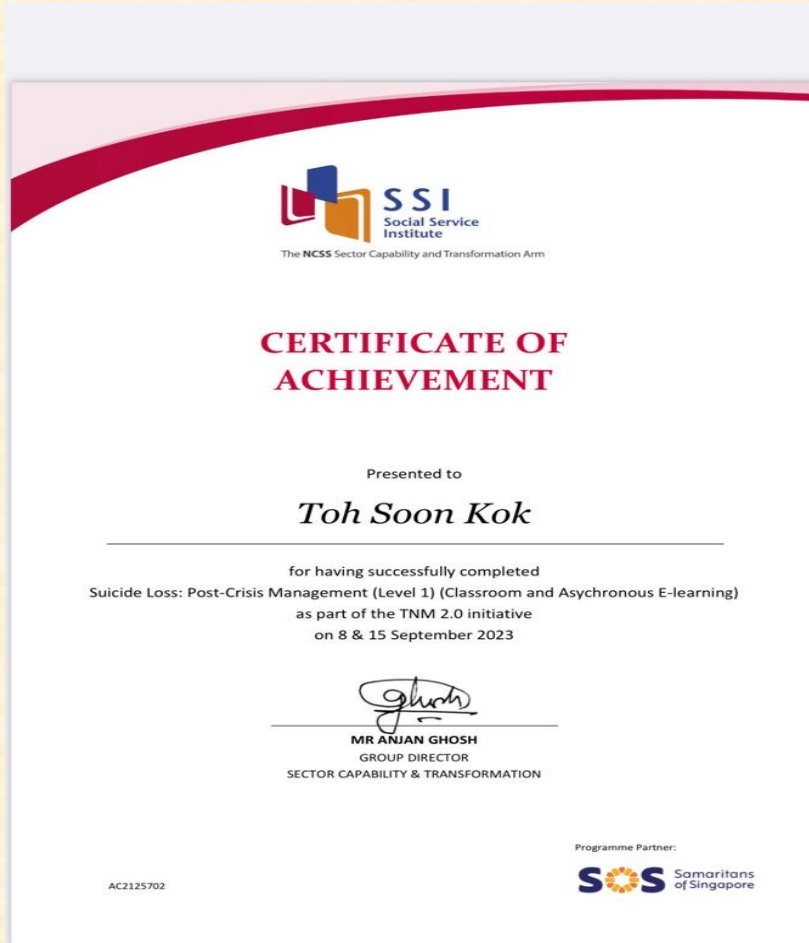 SSI
Social Service
Institute
The NCSS Sector Capability and Transformation Arm
CERTIFICATE OF
ACHIEVEMENT
Presented to
Toh Soon Kok
for having successfully completed
Suicide Loss: Post-Crisis Management (Level 1) (Classroom and Asychronous E-learning)
as part of the TNM 2.0 initiative
on 8 & 15 September 2023
Ghosh
MR ANJAN GHOSH
GROUP DIRECTOR
SECTOR CAPABILITY & TRANSFORMATION
Programme Partner:
SOS Samaritans
of Singapore
AC2125702